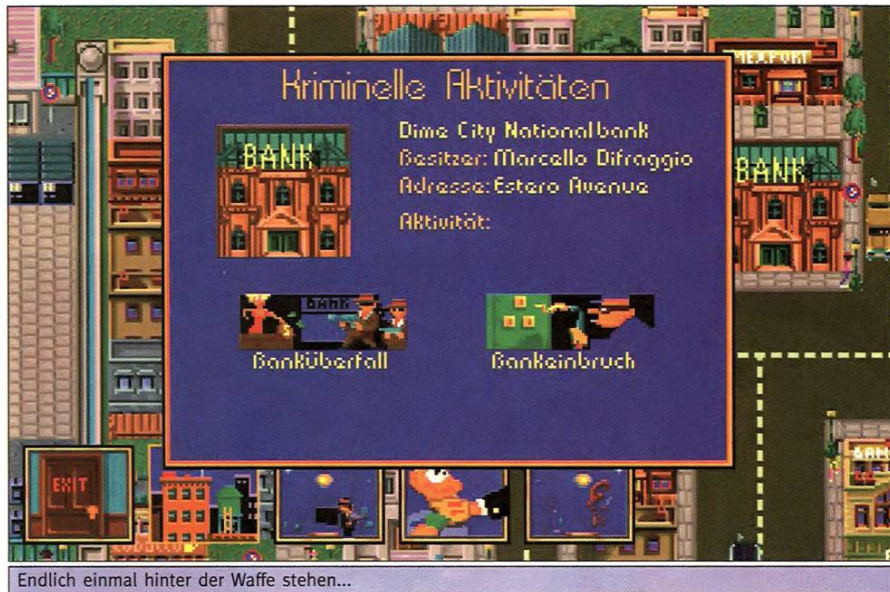 Kriminelle Aktivitäten
Dime City Nationalbank
Besitzer: Marcello Difraggio
Adresse: Estero Avenue
Aktivität:
BANK
BANK
BANK
Banküberfall
Bankeinbruch
EXIT
Endlich einmal hinter der Waffe stehen...